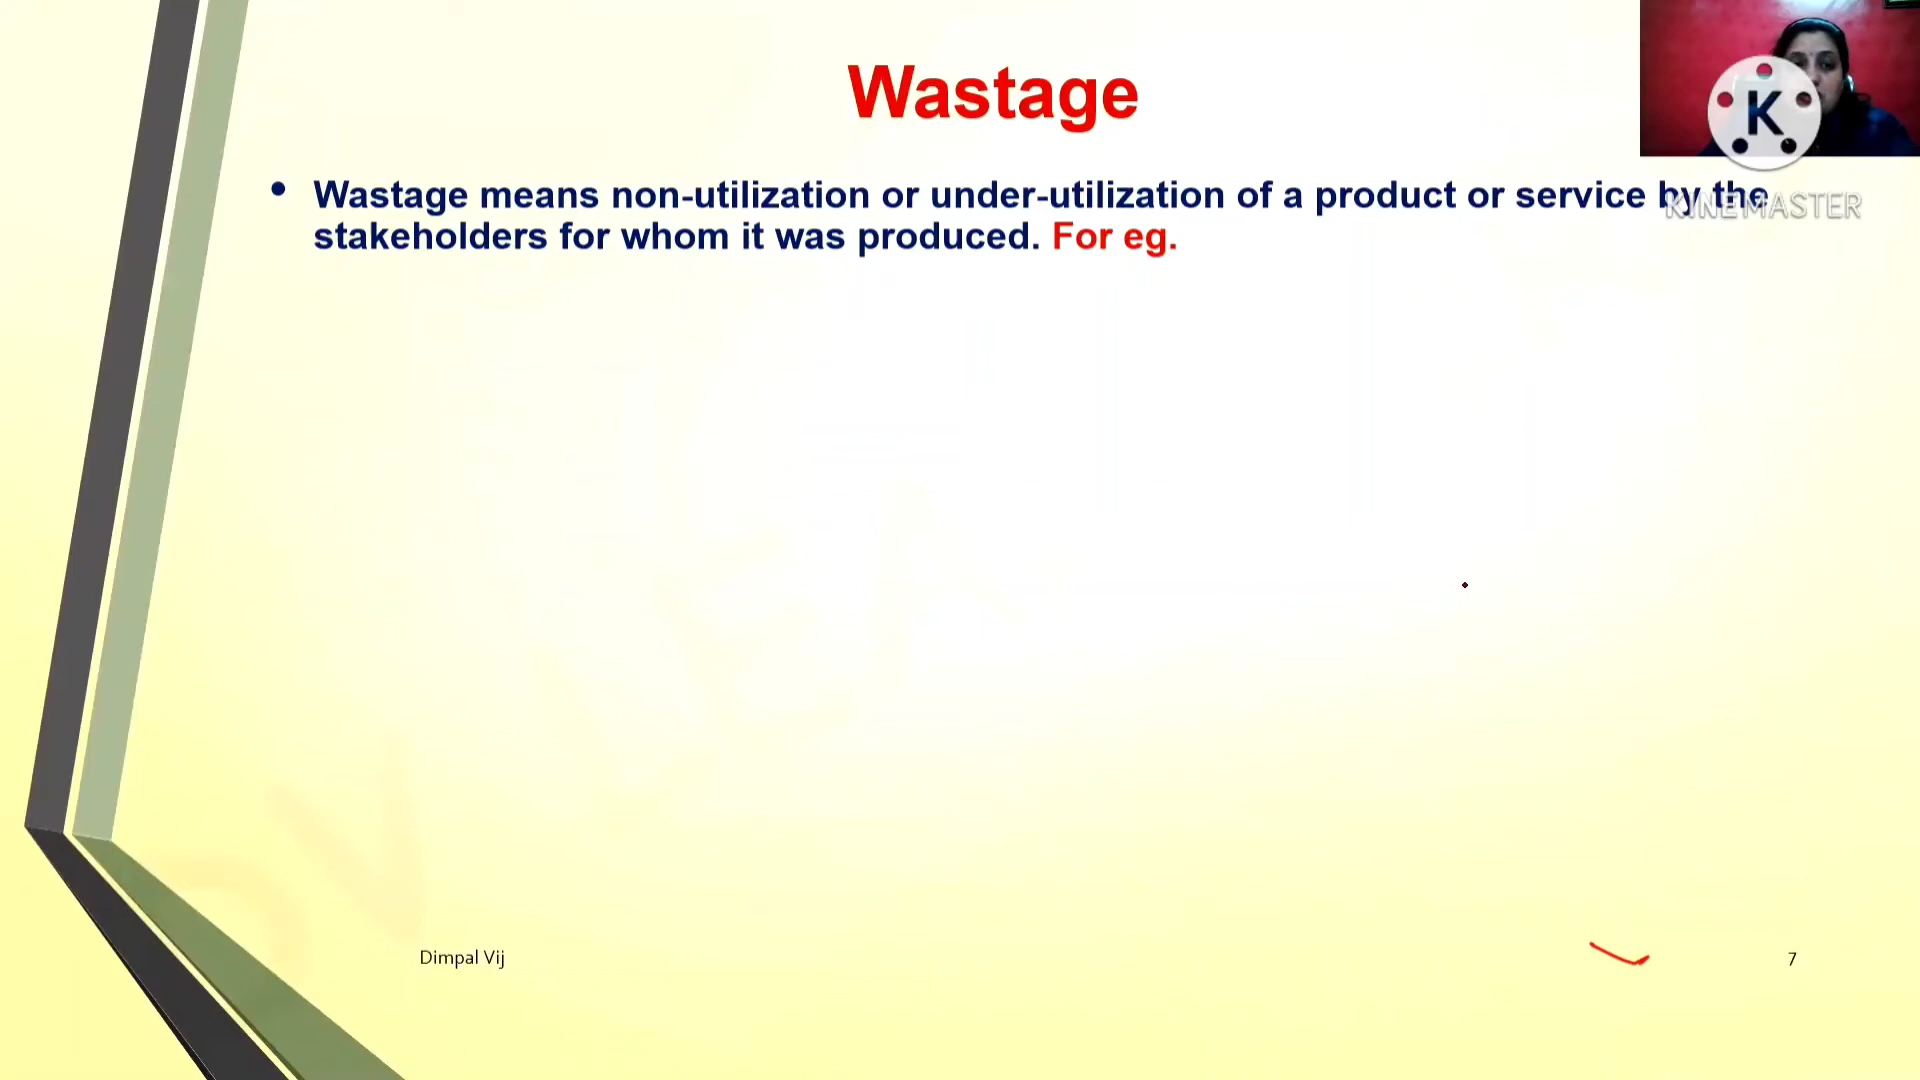 Wastage
K
KINEMASTER
• Wastage means non-utilization or under-utilization of a product or service by the
stakeholders for whom it was produced. For eg.
Dimpal Vij
7